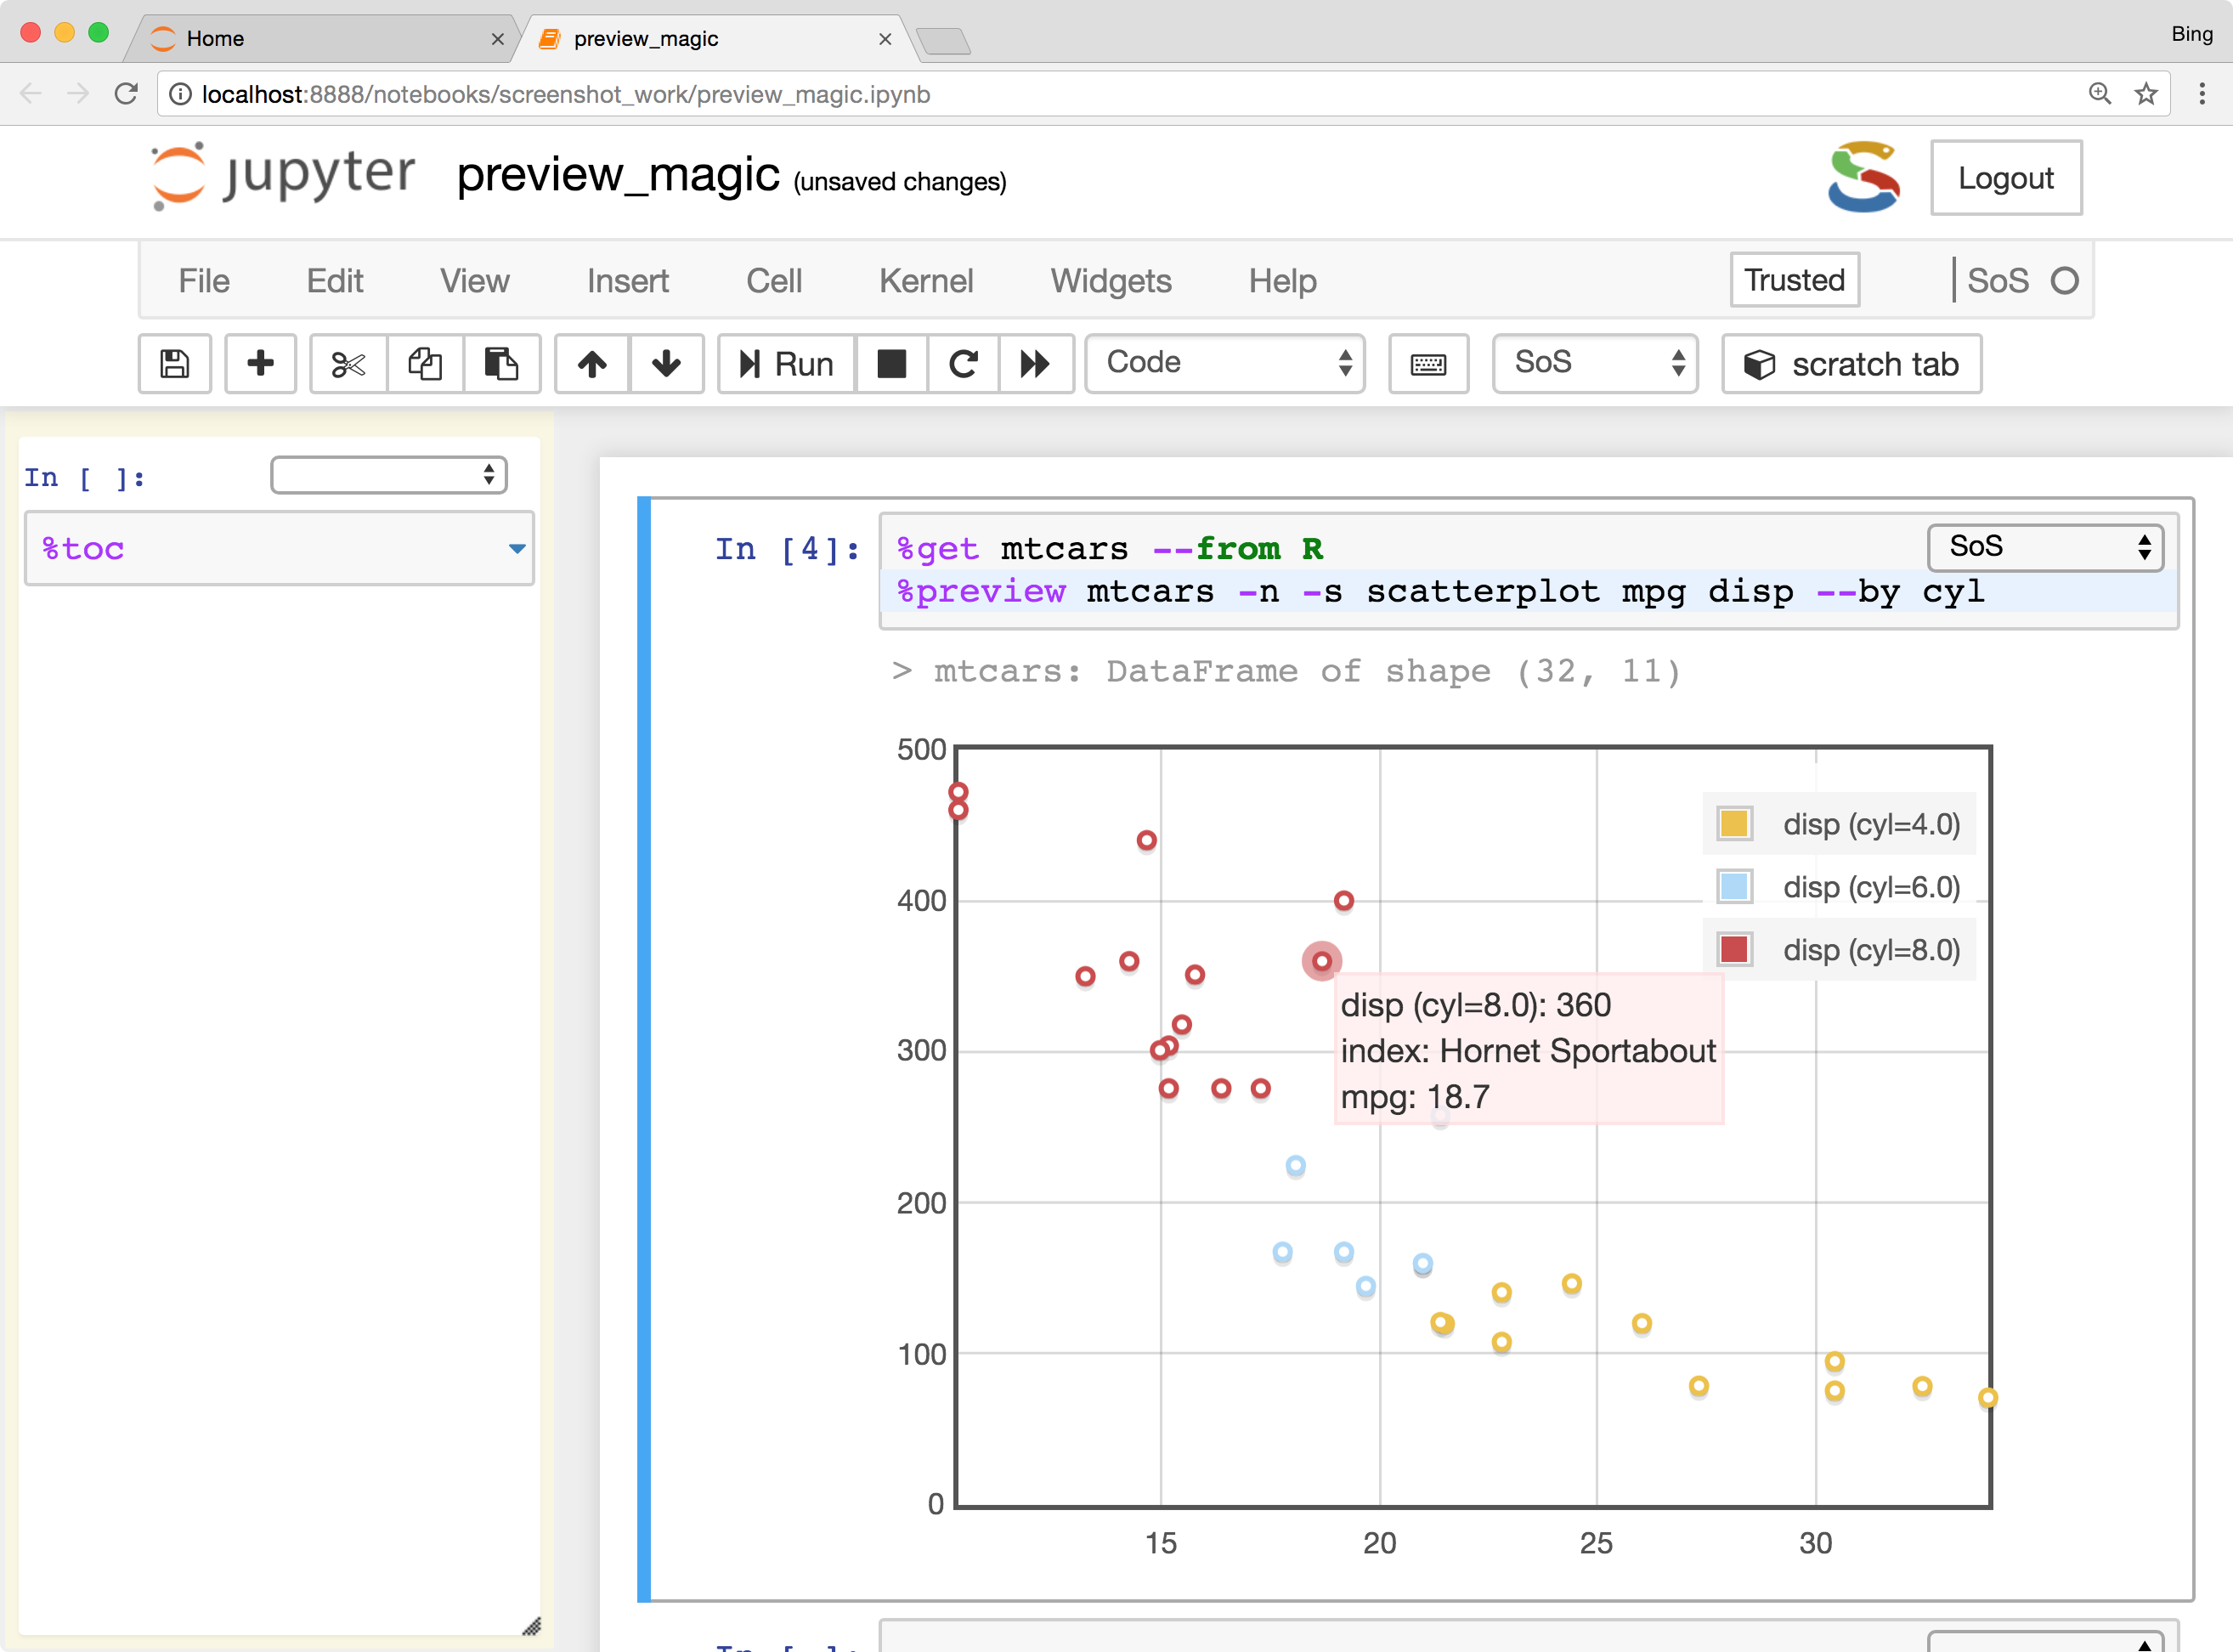 Home
preview_magic
Bing
localhost:8888/notebooks/screenshot_work/preview_magic.ipynb
jupyter
preview_magic (unsaved changes)
Logout
File Edit View Insert Cell Kernel Widgets Help
Trusted
SoS
Run
Code
SoS
scratch tab
In [ ]:
%toc
In [4]:
%get mtcars --from R
SoS
%preview mtcars -n -s scatterplot mpg disp --by cyl
> mtcars: DataFrame of shape (32, 11)
500
400
300
200
100
0
disp (cyl=4.0)
disp (cyl=6.0)
disp (cyl=8.0)
disp (cyl=8.0): 360
index: Hornet Sportabout
mpg: 18.7
15 20 25 30